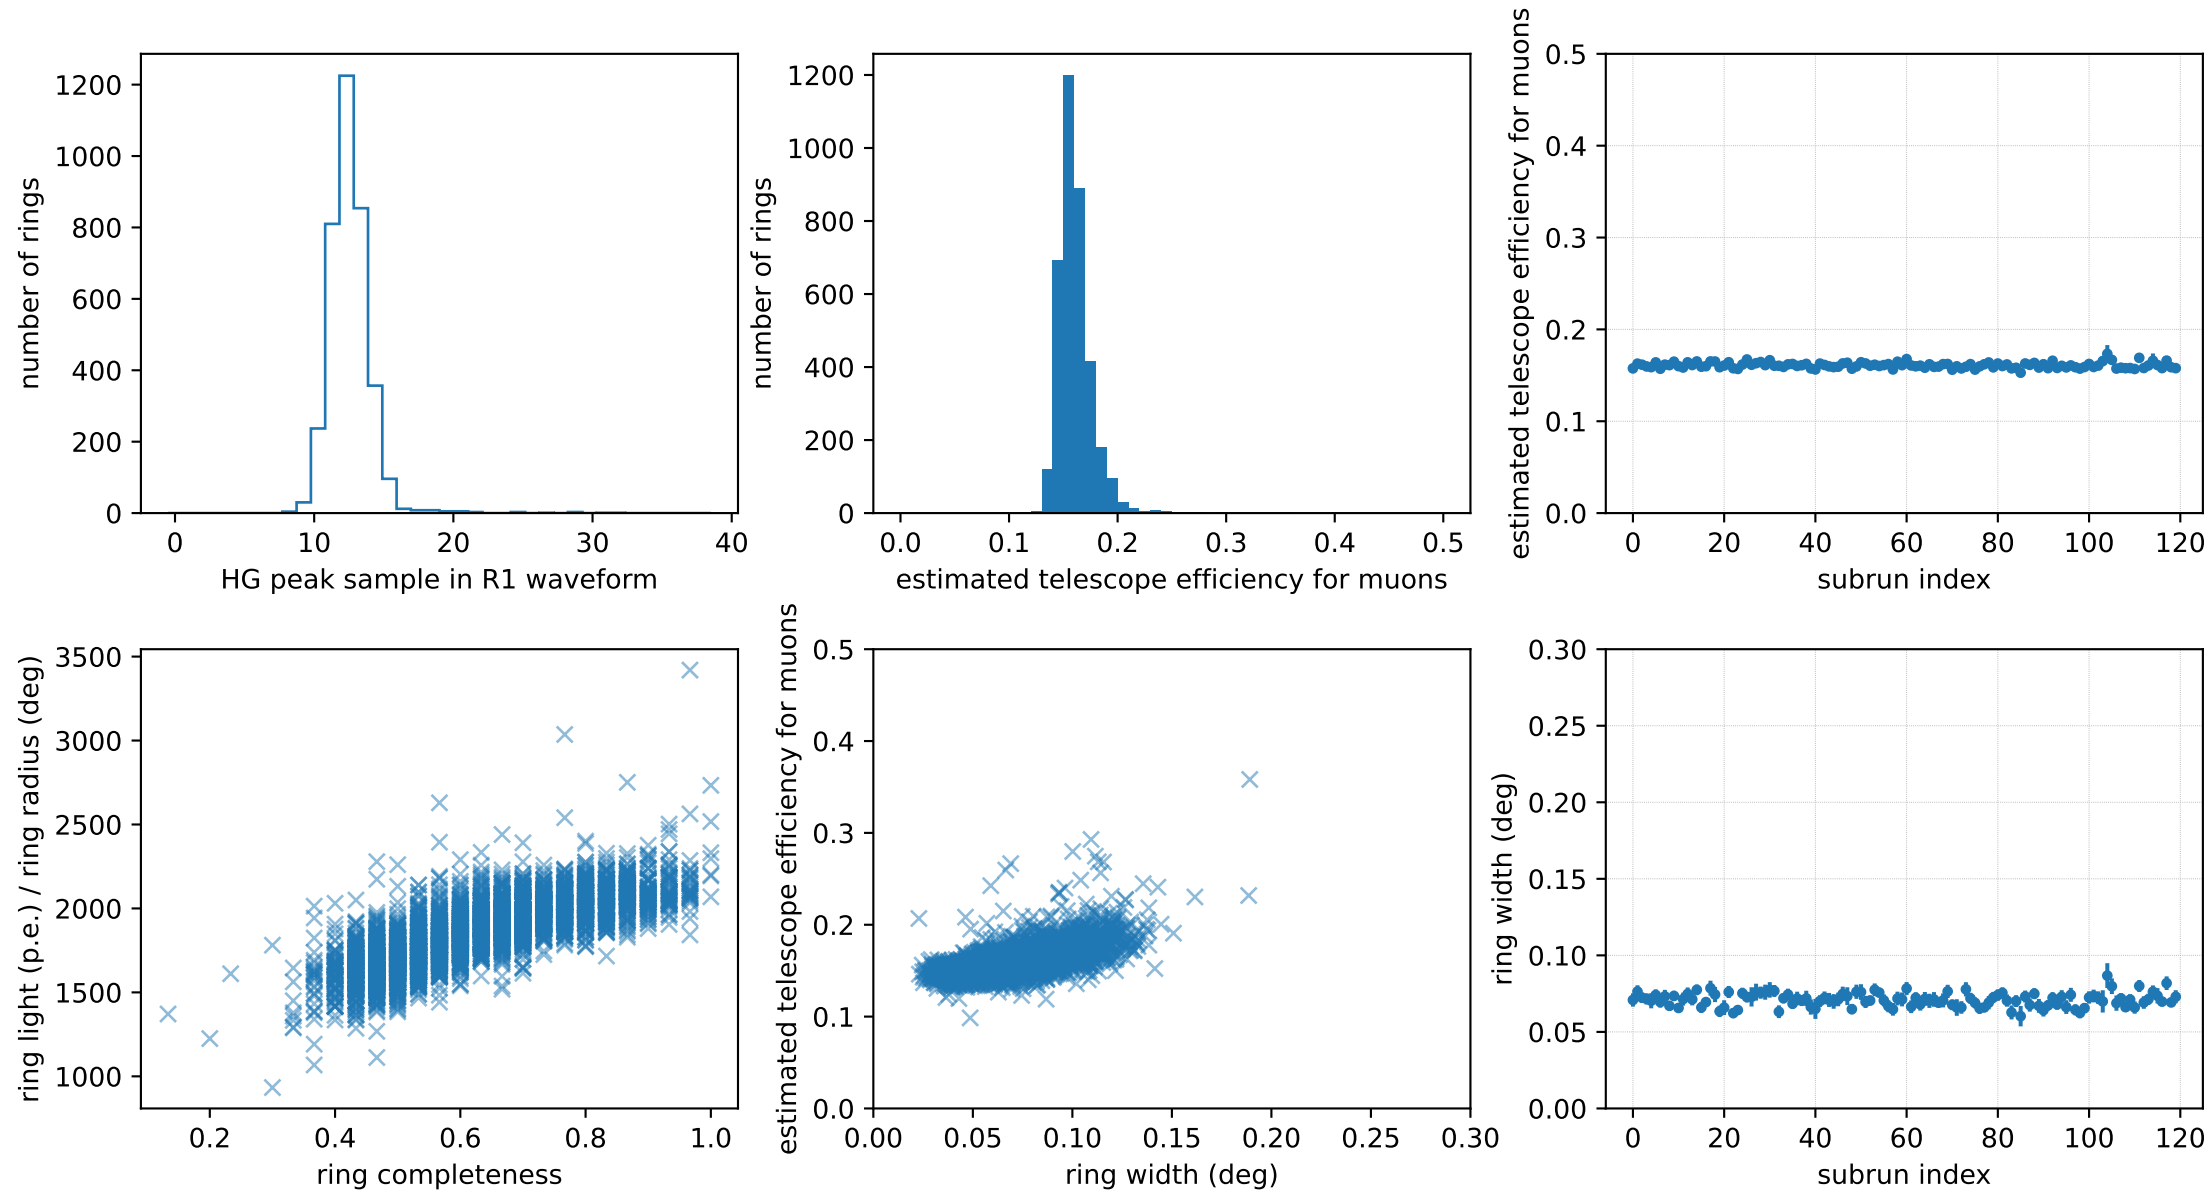 number of rings
1200
1000
800
600
400
200
0
0 10 20 30 40
HG peak sample in R1 waveform
number of rings
1200
1000
800
600
400
200
0
0.0 0.1 0.2 0.3 0.4 0.5
estimated telescope efficiency for muons
estimated telescope efficiency for muons
0.5
0.4
0.3
0.2
0.1
0.0
0 20 40 60 80 100 120
subrun index
ring light (p.e.) / ring radius (deg)
3500
3000
2500
2000
1500
1000
0.2 0.4 0.6 0.8 1.0
ring completeness
estimated telescope efficiency for muons
0.5
0.4
0.3
0.2
0.1
0.0
0.00 0.05 0.10 0.15 0.20 0.25 0.30
ring width (deg)
ring width (deg)
0.30
0.25
0.20
0.15
0.10
0.05
0.00
0 20 40 60 80 100 120
subrun index